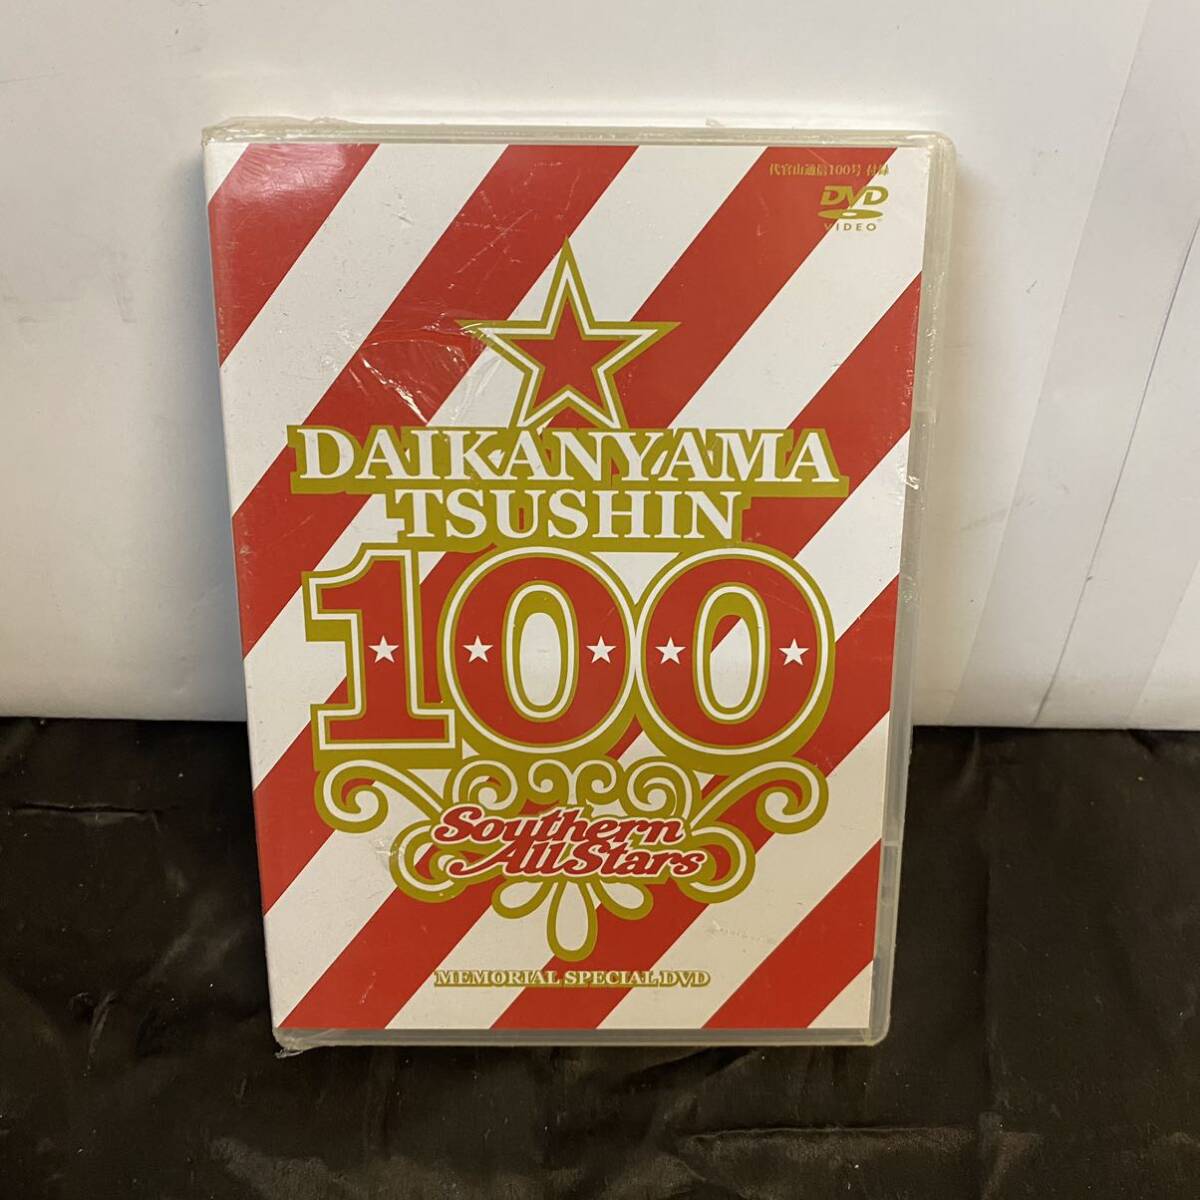 代官山通信100号 付録
DVD
VIDEO
DAIKANYAMA
TSUSHIN
100
Southern
All Stars
MEMORIAL SPECIAL DVD